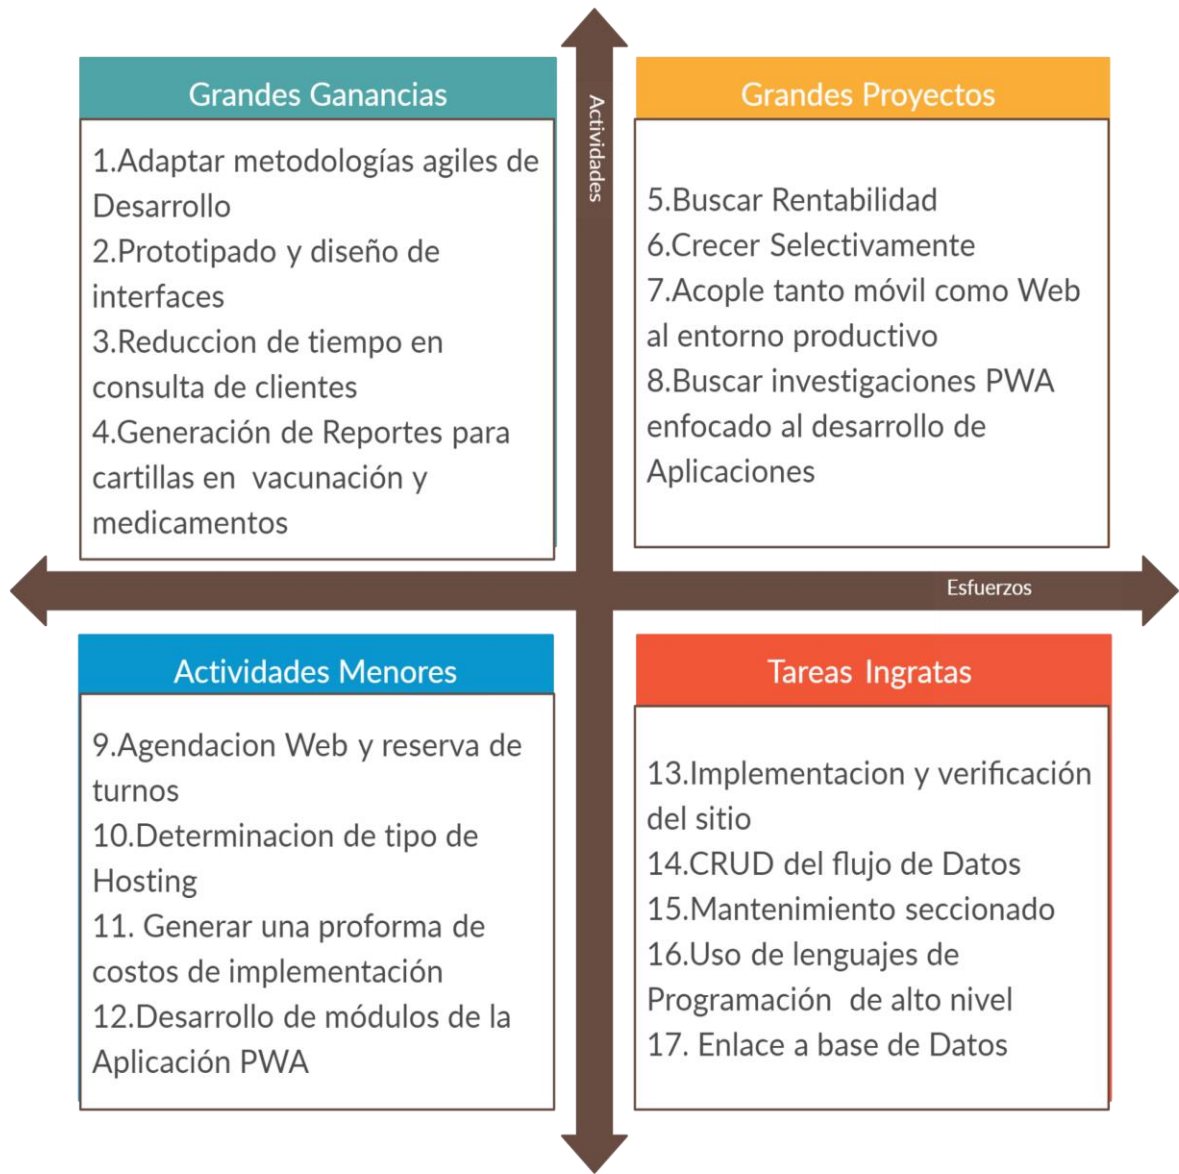 Grandes Ganancias
1.Adaptar metodologías agiles de
Desarrollo
2.Prototipado y diseño de
interfaces
3.Reduccion de tiempo en
consulta de clientes
4.Generación de Reportes para
cartillas en vacunación y
medicamentos
Actividades
Grandes Proyectos
5.Buscar Rentabilidad
6.Crecer Selectivamente
7.Acople tanto móvil como Web
al entorno productivo
8.Buscar investigaciones PWA
enfocado al desarrollo de
Aplicaciones
Esfuerzos
Actividades Menores
9.Agendacion Web y reserva de
turnos
10.Determinacion de tipo de
Hosting
11. Generar una proforma de
costos de implementación
12.Desarrollo de módulos de la
Aplicación PWA
Tareas Ingratas
13.Implementacion y verificación
del sitio
14.CRUD del flujo de Datos
15.Mantenimiento seccionado
16.Uso de lenguajes de
Programación de alto nivel
17. Enlace a base de Datos